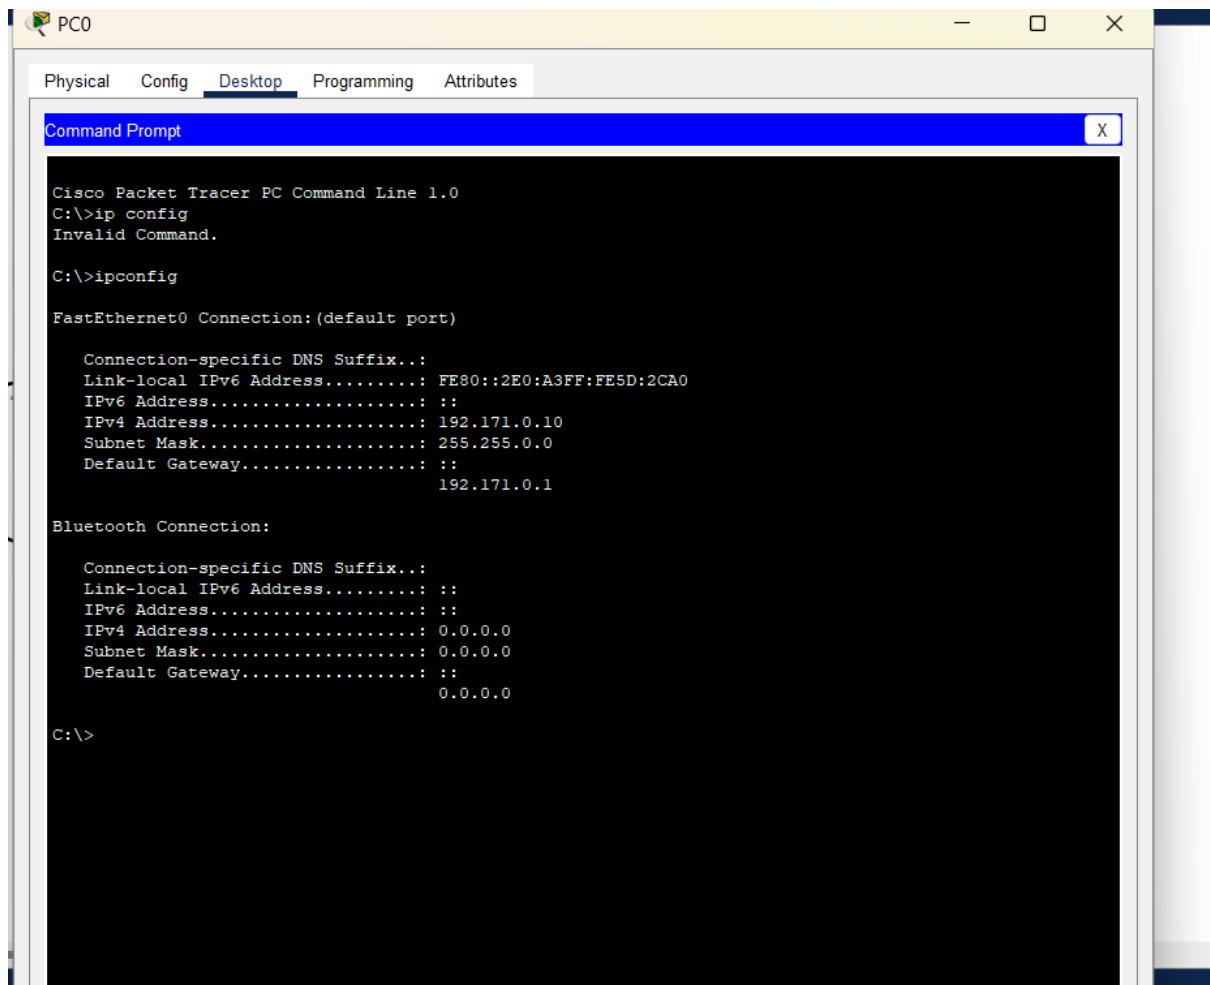 PC0
Physical Config Desktop Programming Attributes
Command Prompt X
Cisco Packet Tracer PC Command Line 1.0
C:\>ip config
Invalid Command.
C:\>ipconfig
FastEthernet0 Connection:(default port)
Connection-specific DNS Suffix..:
Link-local IPv6 Address.........: FE80::2E0:A3FF:FE5D:2CA0
IPv6 Address....................: ::
IPv4 Address....................: 192.171.0.10
Subnet Mask.....................: 255.255.0.0
Default Gateway.................: ::
192.171.0.1
Bluetooth Connection:
Connection-specific DNS Suffix..:
Link-local IPv6 Address.........: ::
IPv6 Address....................: ::
IPv4 Address....................: 0.0.0.0
Subnet Mask.....................: 0.0.0.0
Default Gateway.................: ::
0.0.0.0
C:\>